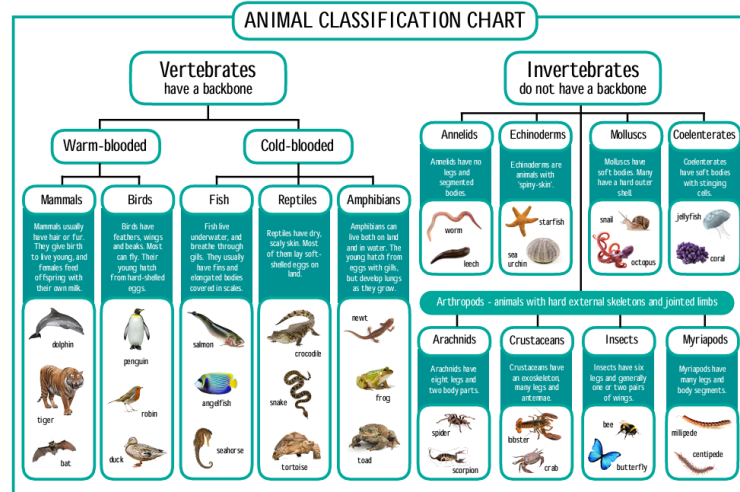 ANIMAL CLASSIFICATION CHART
Vertebrates
have a backbone
Invertebrates
do not have a backbone
Warm-blooded
Cold-blooded
Mammals
Mammals usually
have hair or fur.
They give birth
to live young, and
females feed
offspring with
their own milk.
dolphin
tiger
bat
Birds
Birds have
feathers, wings
and beaks. Most
can fly. Their
young hatch from
hard-shelled
eggs.
penguin
robin
duck
Fish
Fish live
underwater, and
breathe through
gills. They usually
have fins and
elongated bodies
covered in scales.
salmon
angelfish
seahorse
Reptiles
Reptiles have dry,
scaly skin. Most
of them lay soft-
shelled eggs on
land.
crocodile
snake
tortoise
Amphibians
Amphibians can
live both on land
and in water. The
young hatch from
eggs with gills,
but develop lungs
as they grow.
newt
frog
toad
Annelids
Annelids have no
legs and
segmented
bodies.
worm
leech
Echinoderms
Echinoderms are
animals with
'spiny-skin'.
starfish
sea
urchin
Molluscs
Molluscs have
soft bodies. Many
have a hard outer
shell.
snail
octopus
Coelenterates
Coelenterates
have soft bodies
with stinging
cells.
jellyfish
coral
Arthropods - animals with hard external skeletons and jointed limbs
Arachnids
Arachnids have
eight legs and
two body parts.
spider
scorpion
Crustaceans
Crustaceans have
an exoskeleton,
many legs and
antennae.
lobster
crab
Insects
Insects have six
legs and generally
one or two pairs
of wings.
bee
butterfly
Myriapods
Myriapods have
many legs and
body segments.
milipede
centipede